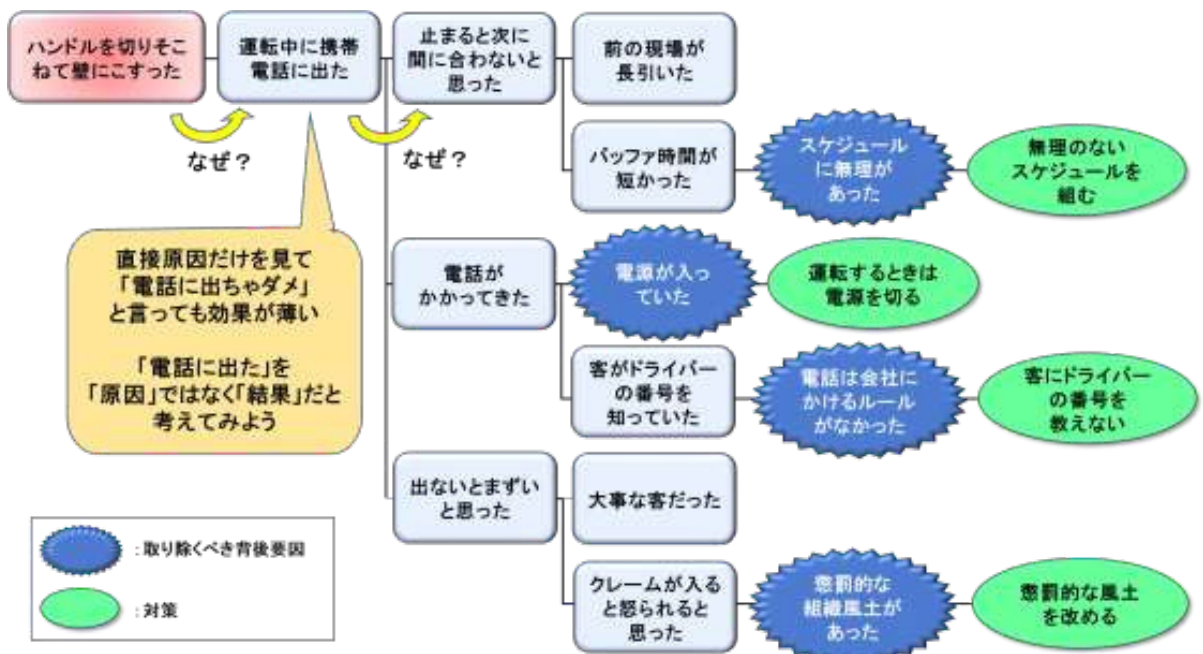 ハンドルを切りそこ
ねて壁にこすった
運転中に携帯
電話に出た
止まると次に
間に合わないと
思った
前の現場が
長引いた
なぜ?
なぜ?
バッファ時間が
短かった
スケジュール
に無理が
あった
無理のない
スケジュールを
組む
直接原因だけを見て
「電話に出ちゃダメ」
と言っても効果が薄い
「電話に出た」を
「原因」ではなく「結果」だと
考えてみよう
電話が
かかってきた
電源が入っ
ていた
運転するときは
電源を切る
客がドライバー
の番号を
知っていた
電話は会社に
かけるルール
がなかった
客にドライバー
の番号を
教えない
出ないとまずい
と思った
大事な客だった
クレームが入る
と怒られると
思った
懲罰的な
組織風土が
あった
懲罰的な風土
を改める
:取り除くべき背後要因
:対策